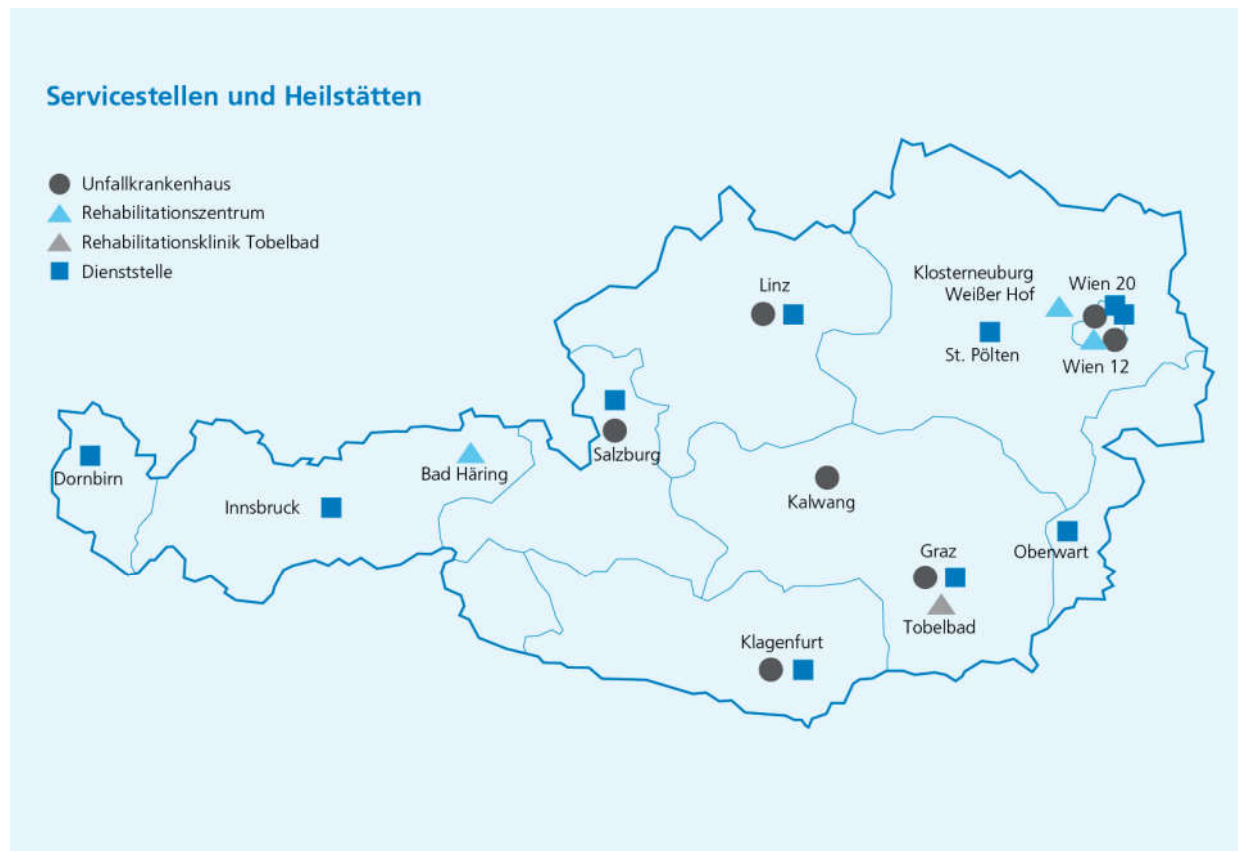 Servicestellen und Heilstätten
Unfallkrankenhaus
Rehabilitationszentrum
Rehabilitationsklinik Tobelbad
Dienststelle
Klosterneuburg
Weißer Hof
Wien 20
Linz
St. Pölten
Wien 12
Salzburg
Bad Häring
Dornbirn
Innsbruck
Kalwang
Graz
Oberwart
Tobelbad
Klagenfurt